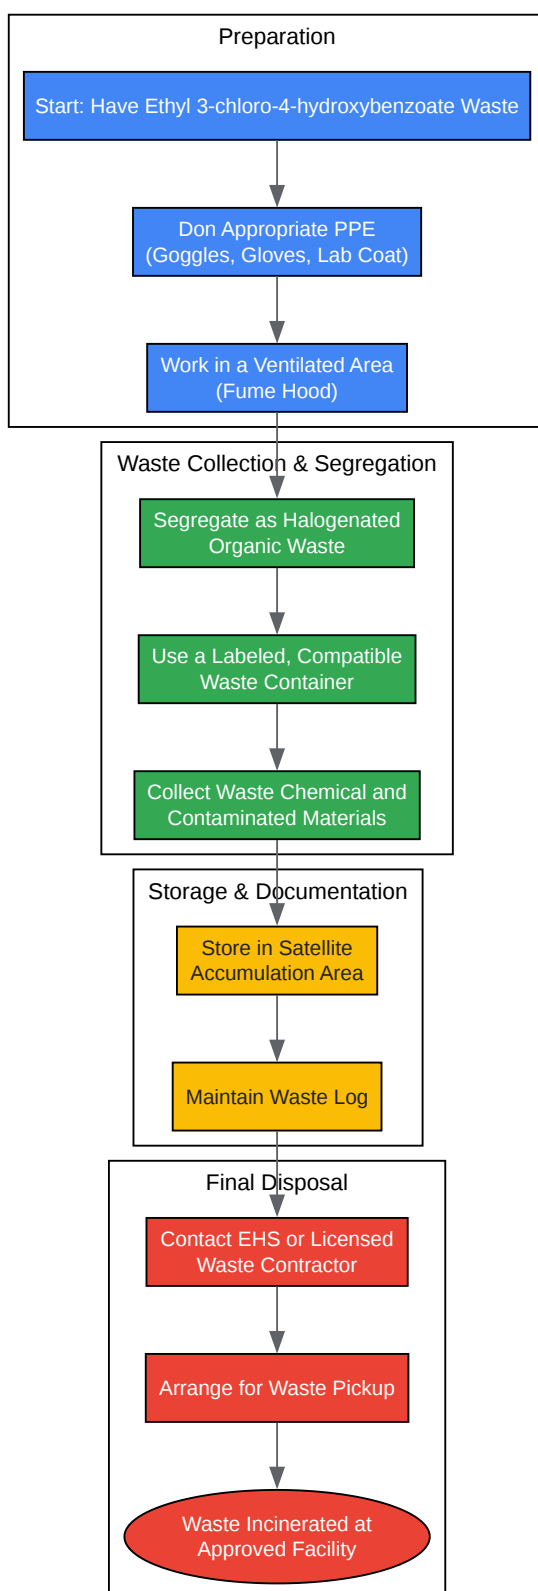 Preparation
Start: Have Ethyl 3-chloro-4-hydroxybenzoate Waste
Don Appropriate PPE
(Goggles, Gloves, Lab Coat)
Work in a Ventilated Area
(Fume Hood)
Waste Collection & Segregation
Segregate as Halogenated
Organic Waste
Use a Labeled, Compatible
Waste Container
Collect Waste Chemical and
Contaminated Materials
Storage & Documentation
Store in Satellite
Accumulation Area
Maintain Waste Log
Final Disposal
Contact EHS or Licensed
Waste Contractor
Arrange for Waste Pickup
Waste Incinerated at
Approved Facility